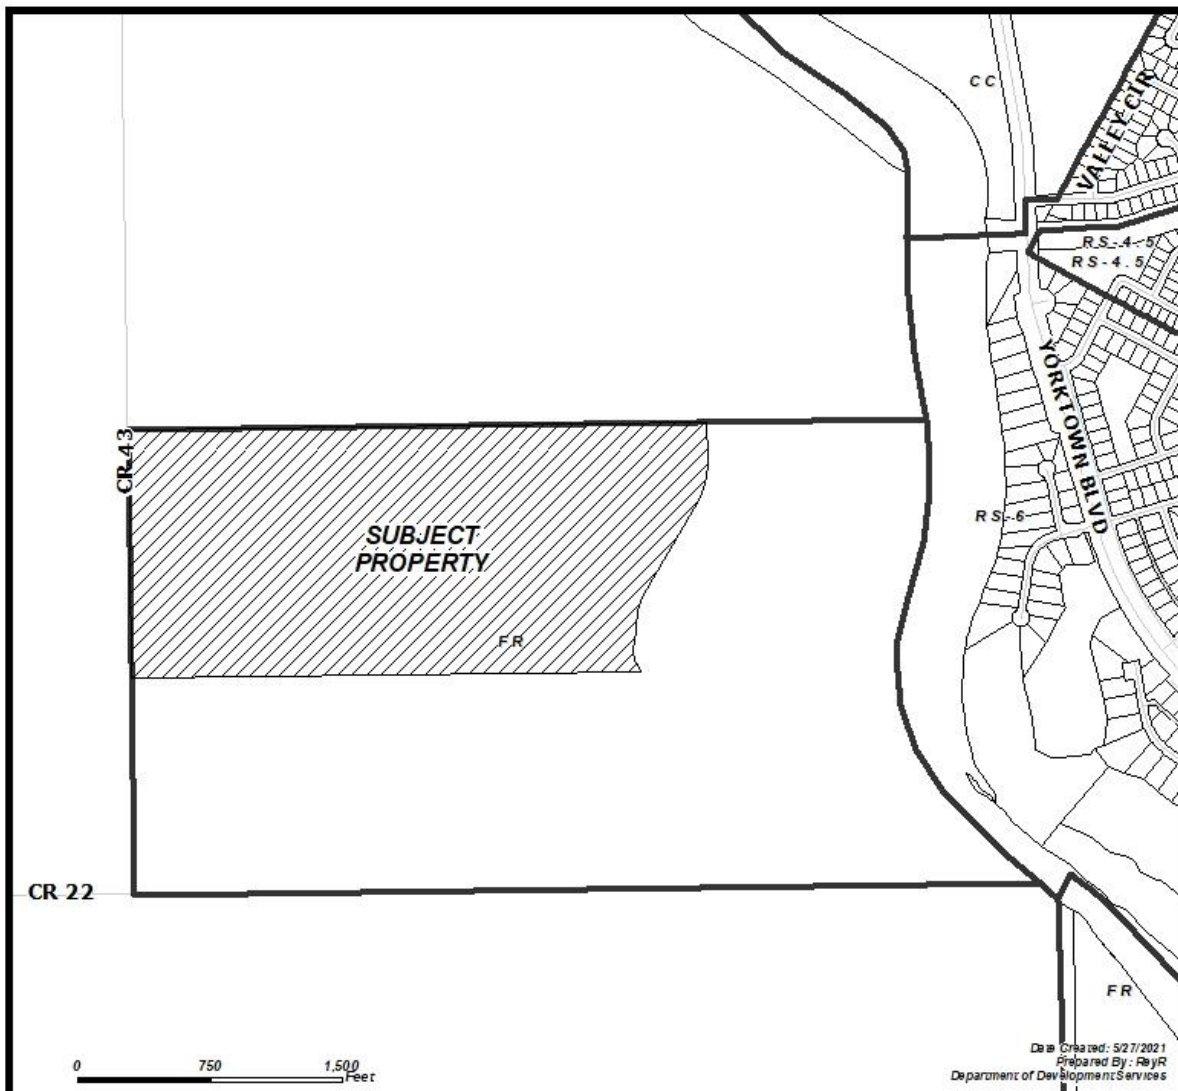 CC
VALLEY CIR
RS-4.5
RS-4.5
YORKTOWN BLVD
CR 43
SUBJECT
PROPERTY
RS-6
FR
CR 22
FR
0 750 1,500
Feet
Date Created: 5/27/2021
Prepared By: RayR
Department of Development Services